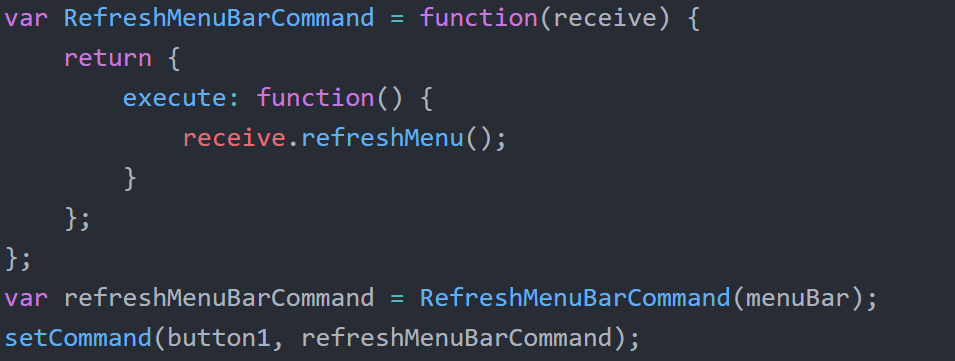 var RefreshMenuBarCommand = function(receive) {
    return {
        execute: function() {
            receive.refreshMenu();
        }
    };
};
var refreshMenuBarCommand = RefreshMenuBarCommand(menuBar);
setCommand(button1, refreshMenuBarCommand);